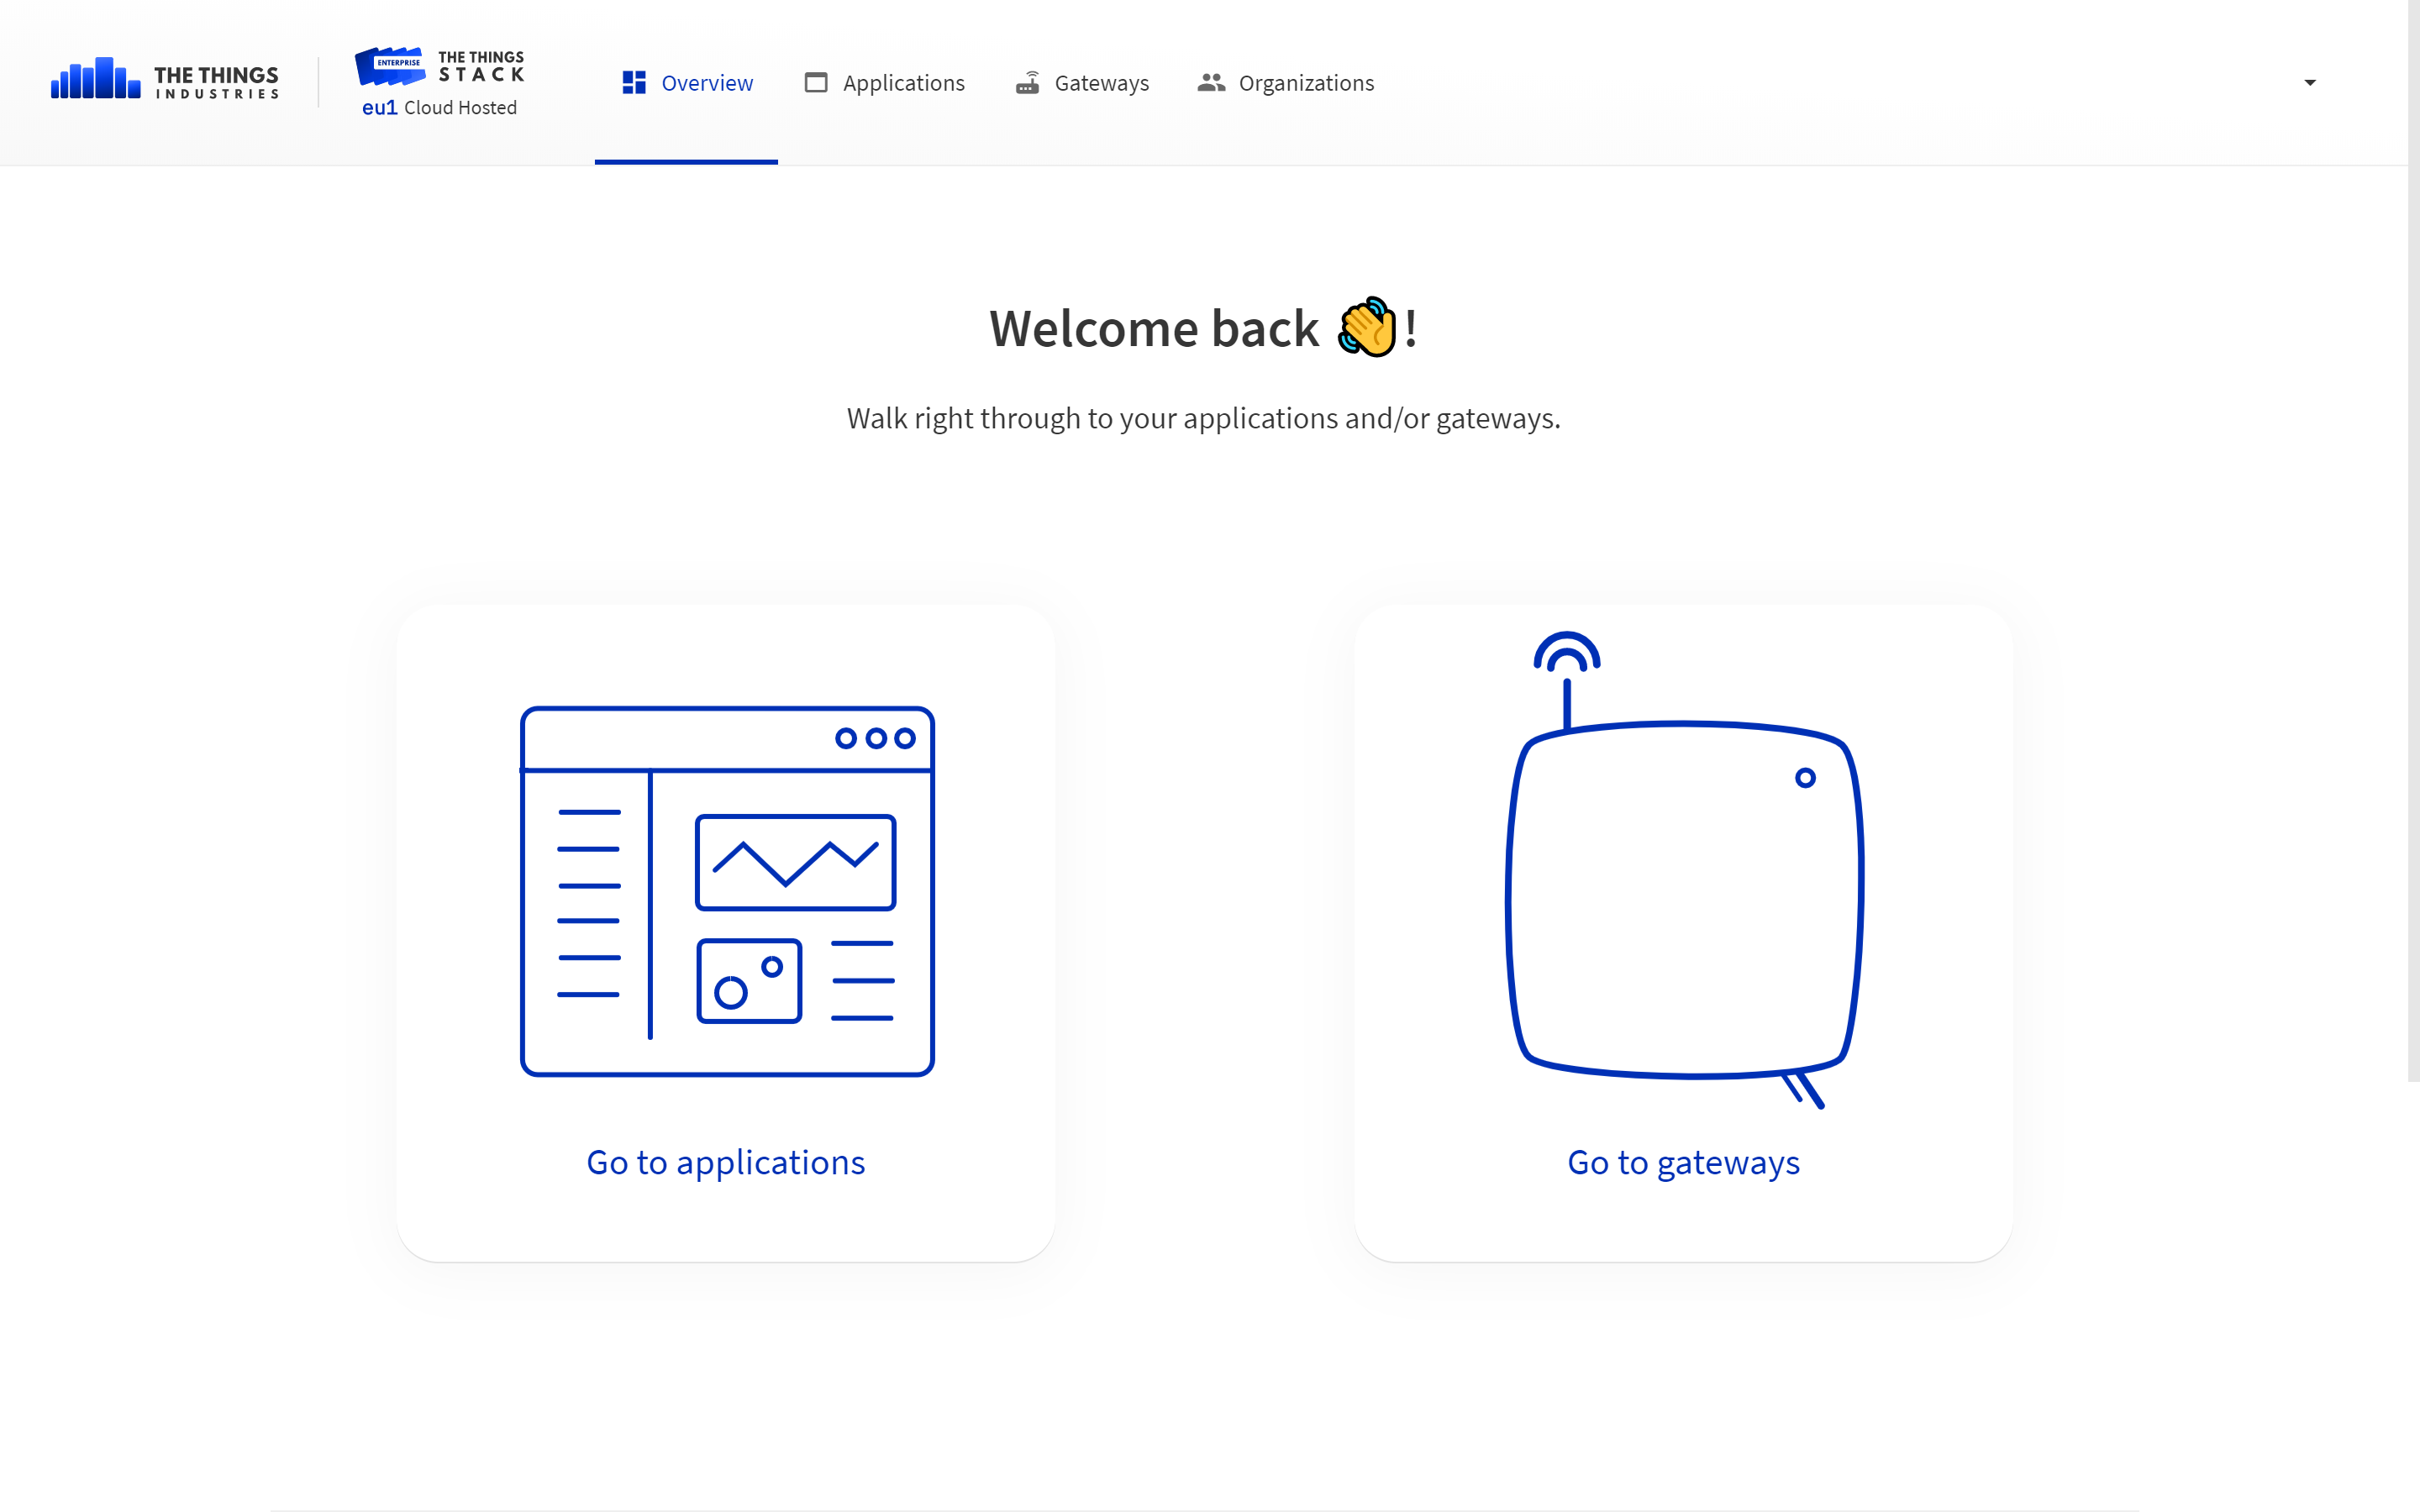 THE THINGS
INDUSTRIES
ENTERPRISE
THE THINGS
STACK
eu1 Cloud Hosted
Overview
Applications
Gateways
Organizations
Welcome back 👋!
Walk right through to your applications and/or gateways.
Go to applications
Go to gateways